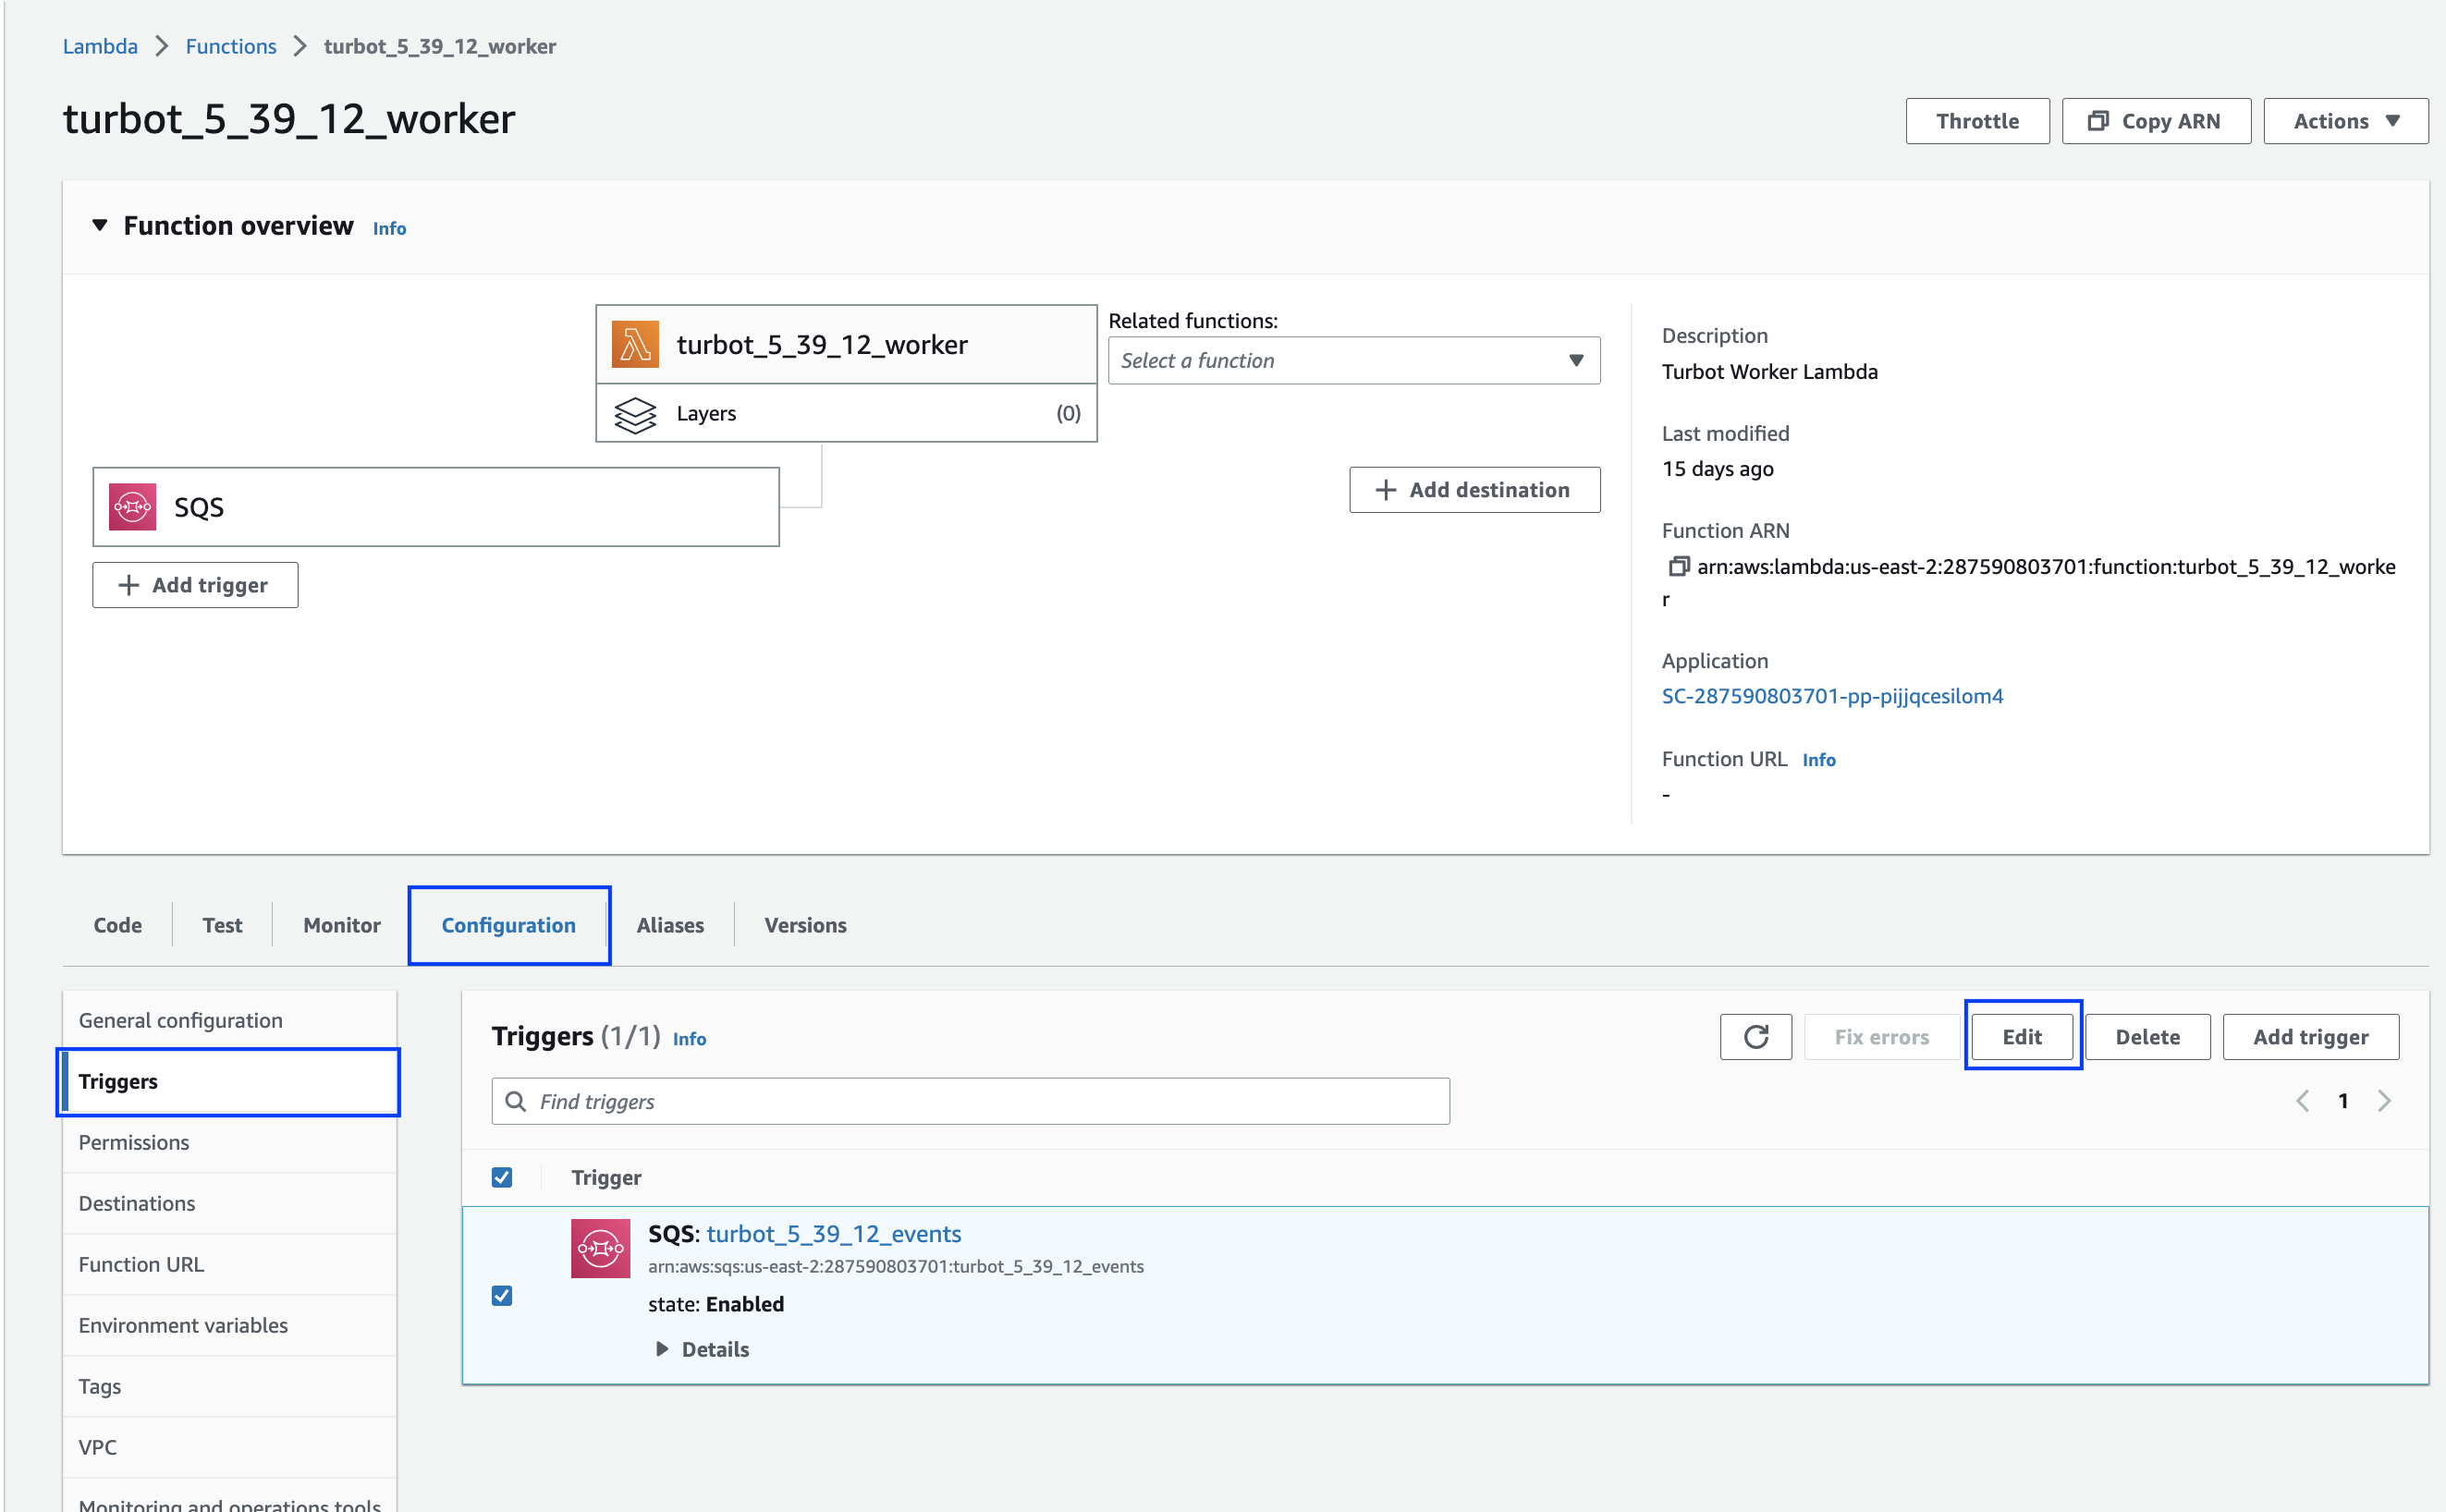 Lambda > Functions > turbot_5_39_12_worker
turbot_5_39_12_worker
Throttle
Copy ARN
Actions
Function overview Info
turbot_5_39_12_worker
Layers (0)
Related functions:
Select a function
SQS
Add trigger
Add destination
Description
Turbot Worker Lambda
Last modified
15 days ago
Function ARN
arn:aws:lambda:us-east-2:287590803701:function:turbot_5_39_12_worke
r
Application
SC-287590803701-pp-pijjqcesilom4
Function URL Info
-
Code
Test
Monitor
Configuration
Aliases
Versions
General configuration
Triggers
Permissions
Destinations
Function URL
Environment variables
Tags
VPC
Monitoring and operations tools
Triggers (1/1) Info
Fix errors
Edit
Delete
Add trigger
Find triggers
1
Trigger
SQS: turbot_5_39_12_events
arn:aws:sqs:us-east-2:287590803701:turbot_5_39_12_events
state: Enabled
Details